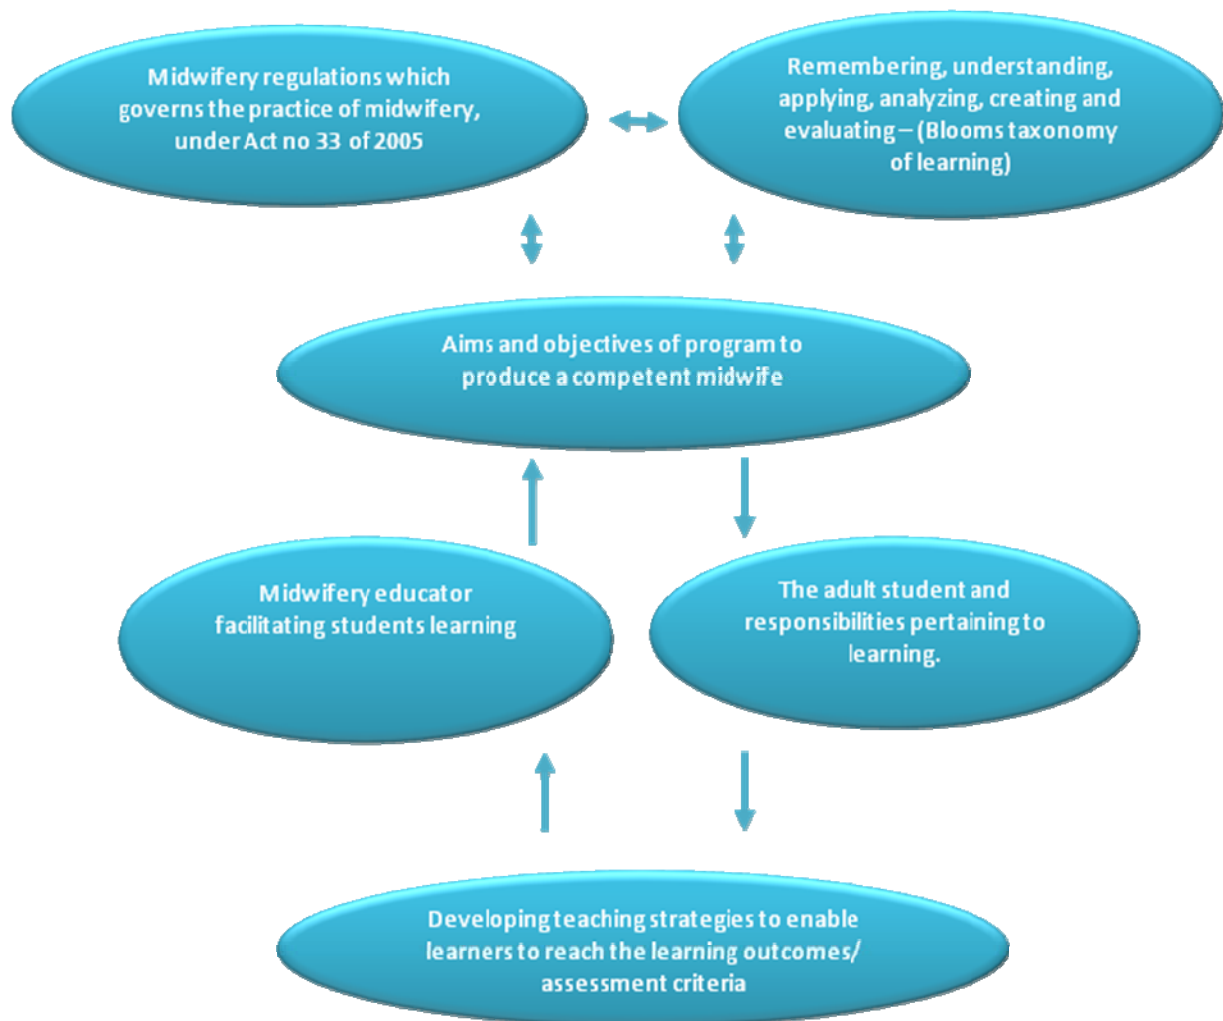 Midwifery regulations which
governs the practice of midwifery,
under Act no 33 of 2005
Remembering, understanding,
applying, analyzing, creating and
evaluating – (Blooms taxonomy
of learning)
Aims and objectives of program to
produce a competent midwife
Midwifery educator
facilitating students learning
The adult student and
responsibilities pertaining to
learning.
Developing teaching strategies to enable
learners to reach the learning outcomes/
assessment criteria